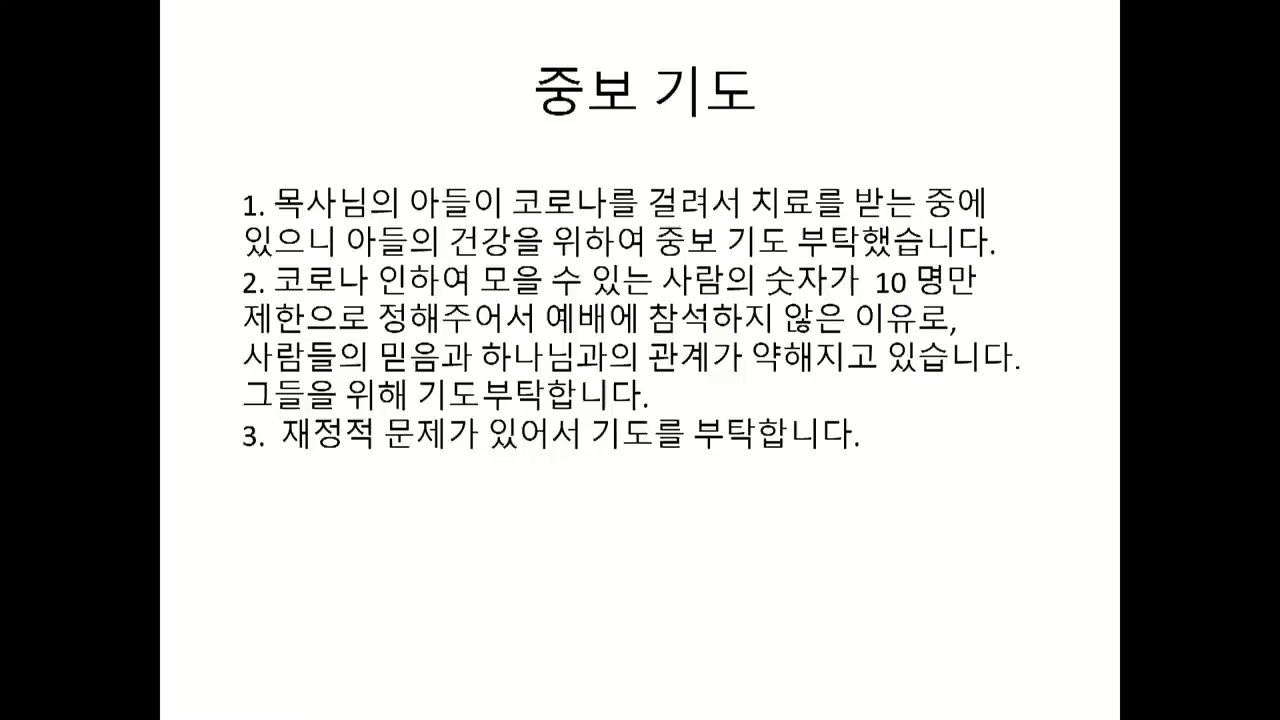 중보 기도
1. 목사님의 아들이 코로나를 걸려서 치료를 받는 중에
있으니 아들의 건강을 위하여 중보 기도 부탁했습니다.
2. 코로나 인하여 모을 수 있는 사람의 숫자가 10 명만
제한으로 정해주어서 예배에 참석하지 않은 이유로,
사람들의 믿음과 하나님과의 관계가 약해지고 있습니다.
그들을 위해 기도부탁합니다.
3. 재정적 문제가 있어서 기도를 부탁합니다.